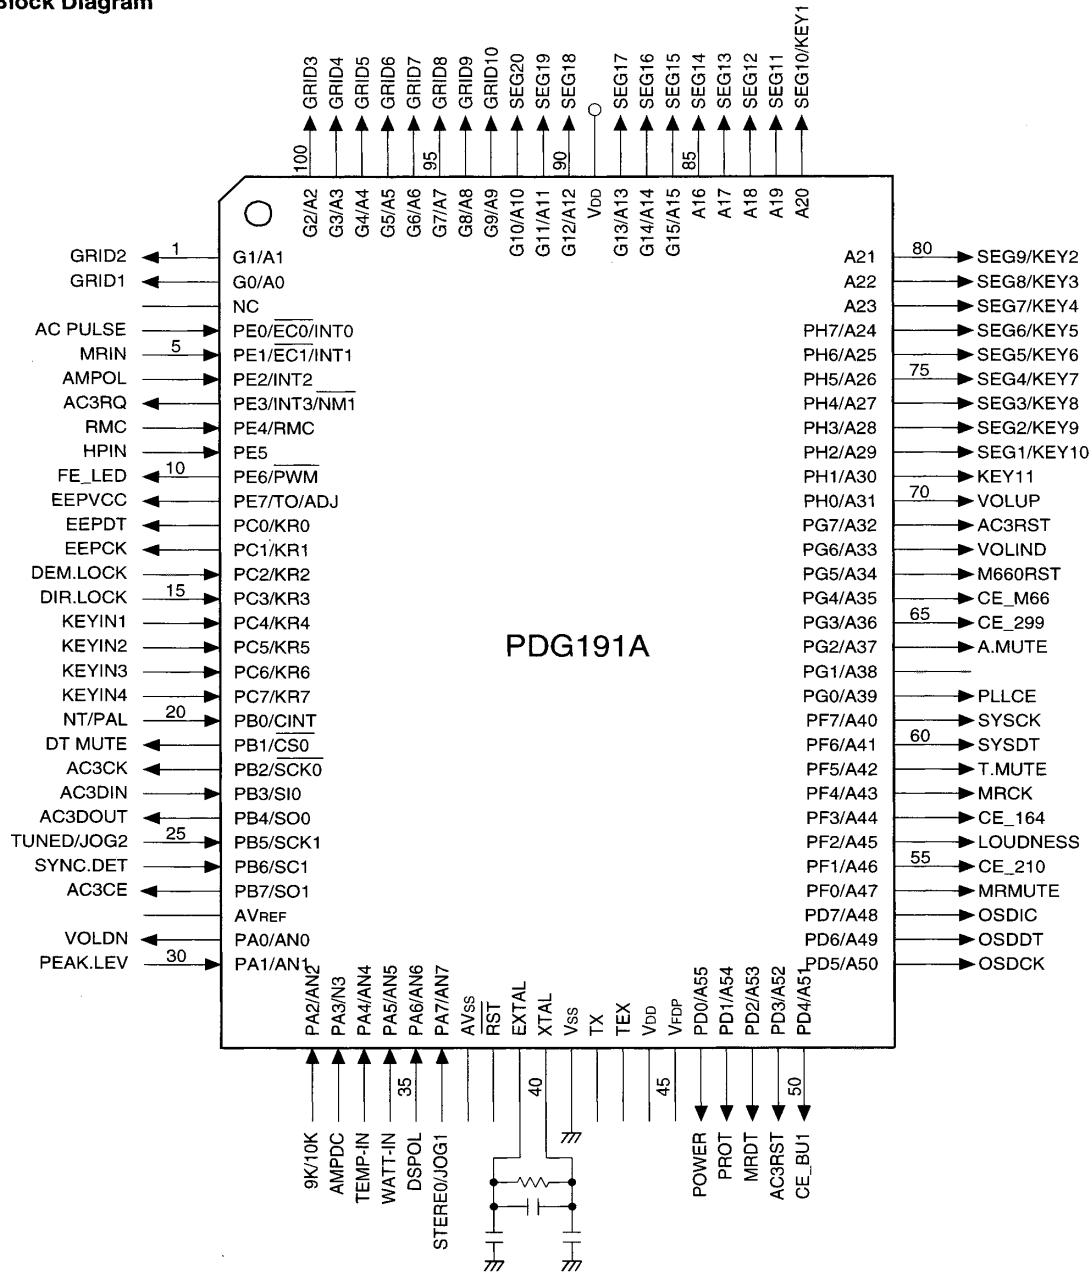 Block Diagram
GRID3 GRID4 GRID5 GRID6 GRID7 GRID8 GRID9 GRID10 SEG20 SEG19 SEG18 SEG17 SEG16 SEG15 SEG14 SEG13 SEG12 SEG11 SEG10/KEY1
100 95 90 85
G2/A2 G3/A3 G4/A4 G5/A5 G6/A6 G7/A7 G8/A8 G9/A9 G10/A10 G11/A11 G12/A12 VDD G13/A13 G14/A14 G15/A15 A16 A17 A18 A19 A20
GRID2 1 G1/A1 A21 80 SEG9/KEY2
GRID1 G0/A0 A22 SEG8/KEY3
NC A23 SEG7/KEY4
AC PULSE PE0/EC0/INT0 PH7/A24 SEG6/KEY5
MRIN 5 PE1/EC1/INT1 PH6/A25 SEG5/KEY6
AMPOL PE2/INT2 PH5/A26 75 SEG4/KEY7
AC3RQ PE3/INT3/NM1 PH4/A27 SEG3/KEY8
RMC PE4/RMC PH3/A28 SEG2/KEY9
HPIN PE5 PH2/A29 SEG1/KEY10
FE_LED 10 PE6/PWM PH1/A30 KEY11
EEPVCC PE7/TO/ADJ PH0/A31 70 VOLUP
EEPDT PC0/KR0 PG7/A32 AC3RST
EEPCK PC1/KR1 PG6/A33 VOLIND
DEM.LOCK PC2/KR2 PG5/A34 M660RST
DIR.LOCK 15 PC3/KR3 PG4/A35 CE_M66
KEYIN1 PC4/KR4 PG3/A36 65 CE_299
KEYIN2 PC5/KR5 PDG191A PG2/A37 A.MUTE
KEYIN3 PC6/KR6 PG1/A38
KEYIN4 PC7/KR7 PG0/A39 PLLCE
NT/PAL 20 PB0/CINT PF7/A40 SYSCK
DT MUTE PB1/CS0 PF6/A41 60 SYSDT
AC3CK PB2/SCK0 PF5/A42 T.MUTE
AC3DIN PB3/SI0 PF4/A43 MRCK
AC3DOUT PB4/SO0 PF3/A44 CE_164
TUNED/JOG2 25 PB5/SCK1 PF2/A45 LOUDNESS
SYNC.DET PB6/SC1 PF1/A46 55 CE_210
AC3CE PB7/SO1 PF0/A47 MRMUTE
AVREF PD7/A48 OSDIC
VOLDN PA0/AN0 PD6/A49 OSDDT
PEAK.LEV 30 PA1/AN1 PD5/A50 OSDCK
PA2/AN2 PA3/N3 PA4/AN4 PA5/AN5 PA6/AN6 PA7/AN7 AVSS RST EXTAL XTAL VSS TX TEX VDD VFDP PD0/A55 PD1/A54 PD2/A53 PD3/A52 PD4/A51
35 40 45 50
9K/10K AMPDC TEMP-IN WATT-IN DSPOL STEREO/JOG1 POWER PROT MRDT AC3RST CE_BU1